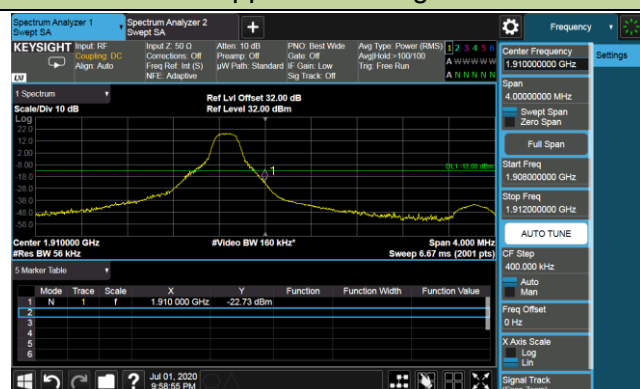 Spectrum Analyzer 1
Swept SA
Spectrum Analyzer 2
Swept SA
+
Frequency
KEYSIGHT
Input: RF
Coupling: DC
Align: Auto
Input Z: 50 Ω
Corrections: Off
Freq Ref: Int (S)
NFE: Adaptive
Atten: 10 dB
Preamp: Off
µW Path: Standard
PNO: Best Wide
Gate: Off
IF Gain: Low
Sig Track: Off
Avg Type: Power (RMS)
Avg|Hold:>100/100
Trig: Free Run
1 2 3 4 5 6
A W W W W W
A N N N N N
LXI
Center Frequency
1.910000000 GHz
Settings
Span
4.00000000 MHz
Swept Span
Zero Span
Full Span
Start Freq
1.908000000 GHz
Stop Freq
1.912000000 GHz
AUTO TUNE
CF Step
400.000 kHz
Auto
Man
Freq Offset
0 Hz
X Axis Scale
Log
Lin
Signal Track
(Span Zoom)
1 Spectrum
Scale/Div 10 dB
Ref Lvl Offset 32.00 dB
Ref Level 32.00 dBm
Log
22.0
12.0
2.00
-8.00
-18.0
-28.0
-38.0
-48.0
-58.0
1
DL1 -13.00 dBm
Center 1.910000 GHz
#Video BW 160 kHz*
Span 4.000 MHz
#Res BW 56 kHz
Sweep 6.67 ms (2001 pts)
5 Marker Table
Mode Trace Scale X Y Function Function Width Function Value
1 N 1 f 1.910 000 GHz -22.73 dBm
2
3
4
5
6
?
Jul 01, 2020
9:58:55 PM